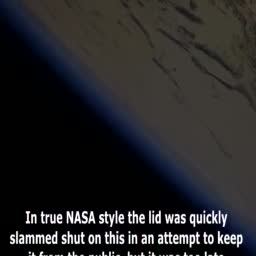 In true NASA style the lid was quickly
slammed shut on this in an attempt to keep
it from the public, but it was too late